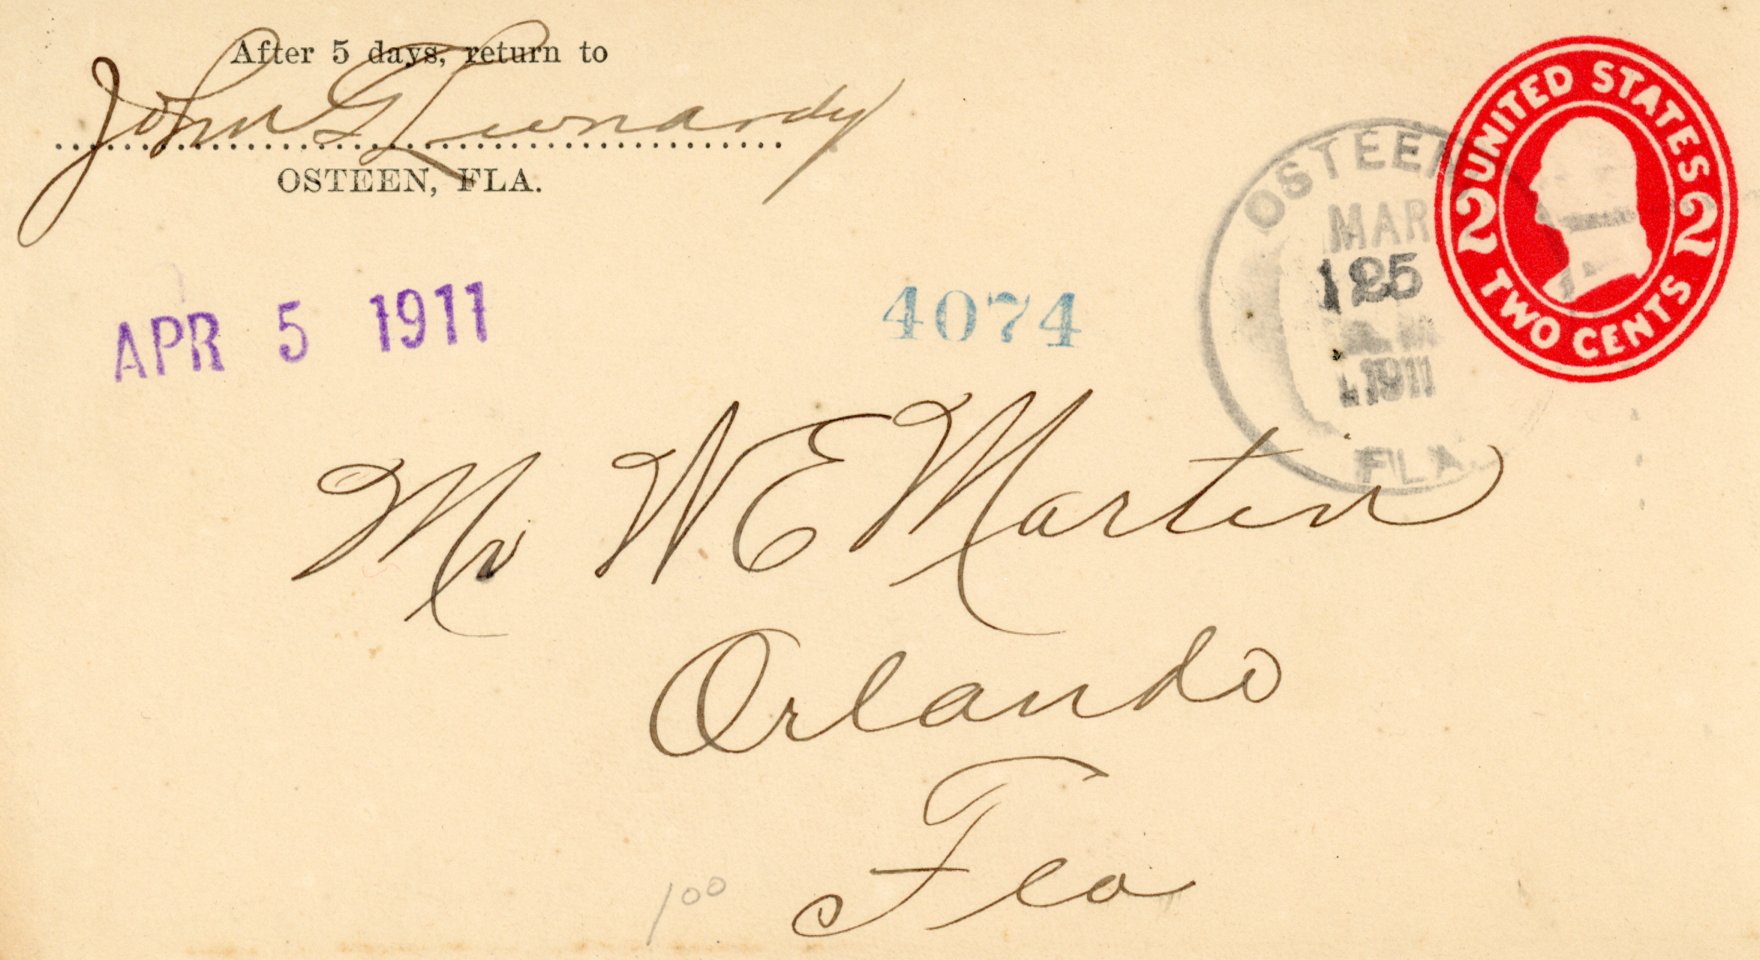 After 5 days, return to
John G Leonardy
OSTEEN, FLA.
UNITED STATES
2 2
TWO CENTS
OSTEEN
MAR
25
1911
FLA.
APR 5 1911
4074
Mr W E Martin
Orlando
Fla
100